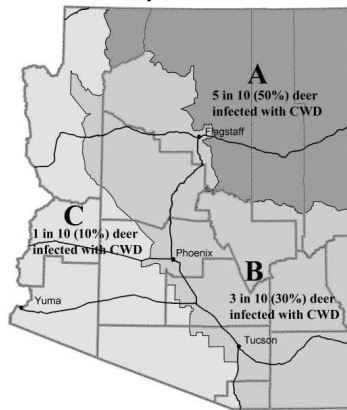 A
5 in 10 (50%) deer
infected with CWD
Flagstaff
C
1 in 10 (10%) deer
infected with CWD
Phoenix
B
3 in 10 (30%) deer
infected with CWD
Yuma
Tucson